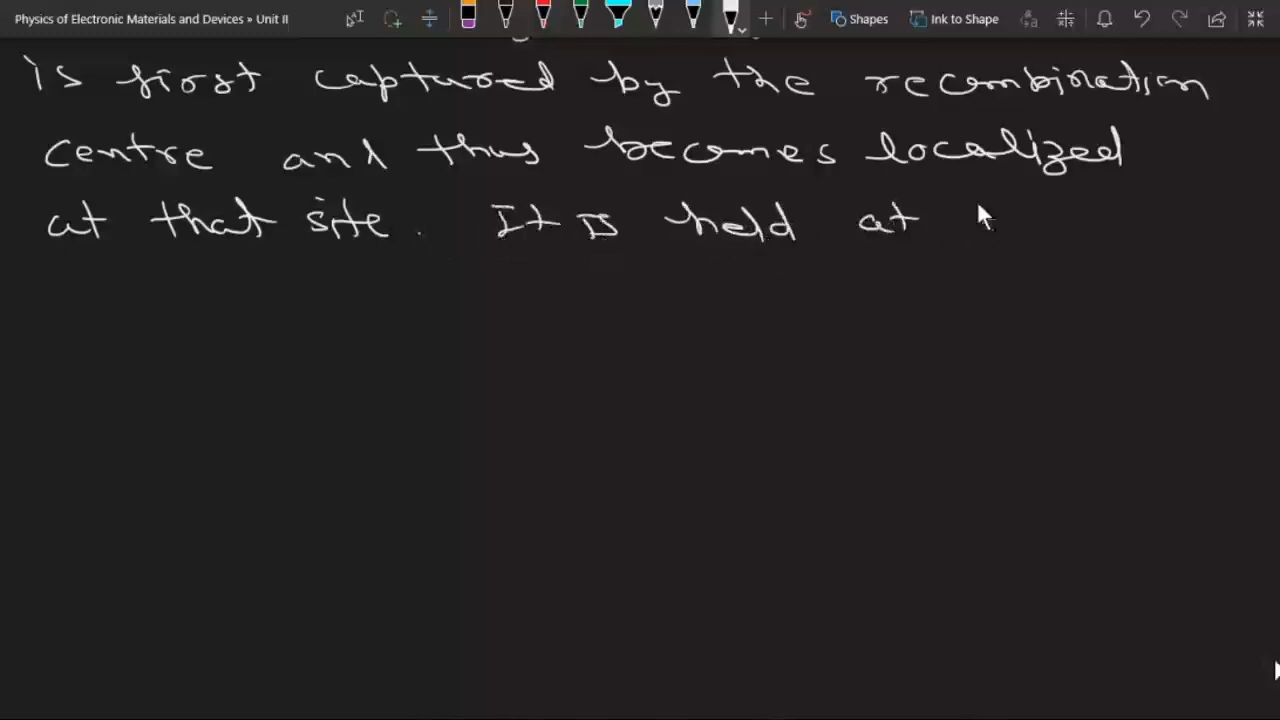 Physics of Electronic Materials and Devices » Unit II
Shapes
Ink to Shape
is first captured by the recombination
centre and thus becomes localized
at that site. It is held at